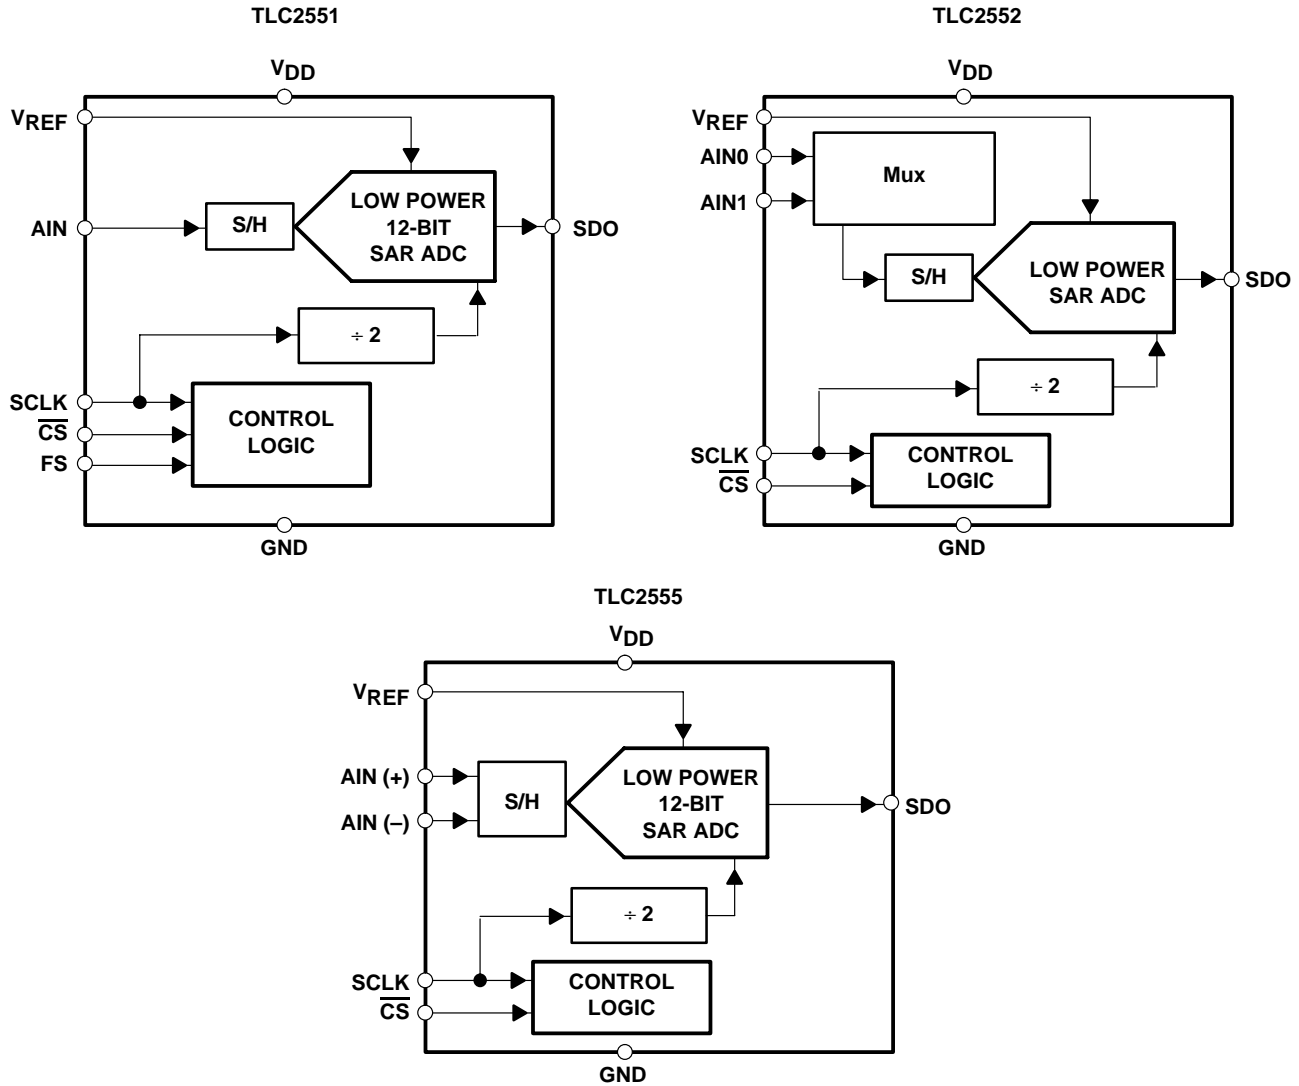 TLC2551
VDD
VREF
AIN
S/H
LOW POWER
12-BIT
SAR ADC
SDO
÷ 2
SCLK
CS
FS
CONTROL
LOGIC
GND
TLC2552
VDD
VREF
AIN0
AIN1
Mux
S/H
LOW POWER
SAR ADC
SDO
÷ 2
SCLK
CS
CONTROL
LOGIC
GND
TLC2555
VDD
VREF
AIN (+)
AIN (–)
S/H
LOW POWER
12-BIT
SAR ADC
SDO
÷ 2
SCLK
CS
CONTROL
LOGIC
GND